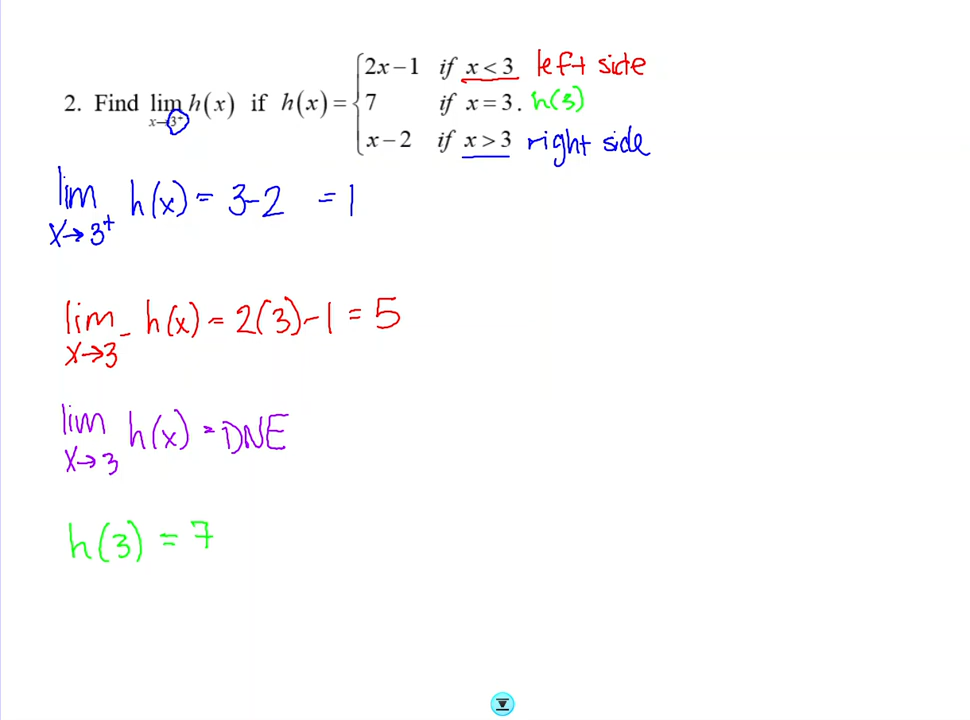 2. Find lim x→3⁺ h(x) if h(x) = { 2x−1 if x < 3 left side
7 if x = 3. h(3)
x−2 if x > 3 right side
lim x→3⁺ h(x) = 3-2 = 1
lim x→3⁻ h(x) = 2(3)-1 = 5
lim x→3 h(x) = DNE
h(3) = 7